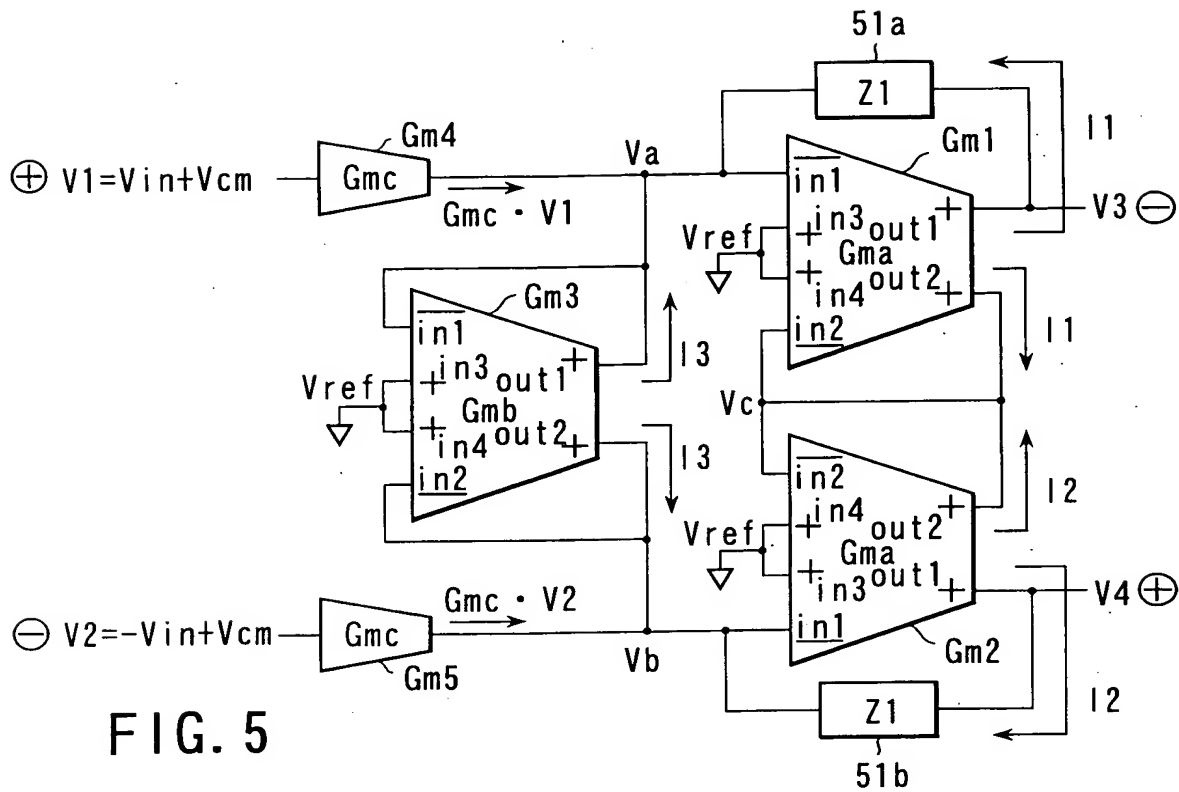 51a
Z1
I1
Gm4
Gmc
⊕ V1=Vin+Vcm
Gmc · V1
Va
Gm1
in1
in3
out1
+
+
Vref
Gma
+
in4
out2
+
in2
V3 ⊖
I1
Gm3
in1
in3
out1
+
+
Vref
Gmb
+
in4
out2
+
in2
I3
I3
Vc
in2
in4
out2
+
+
Vref
Gma
+
in3
out1
+
in1
I2
V4 ⊕
Gmc · V2
⊖ V2=-Vin+Vcm
Gmc
Gm5
Vb
Gm2
Z1
I2
51b
FIG. 5